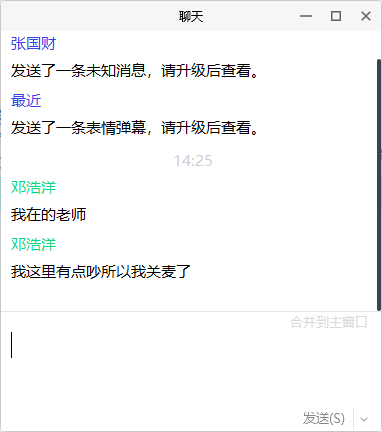 聊天
张国财
发送了一条未知消息，请升级后查看。
最近
发送了一条表情弹幕，请升级后查看。
14:25
邓浩洋
我在的老师
邓浩洋
我这里有点吵所以我关麦了
合并到主窗口
发送(S)